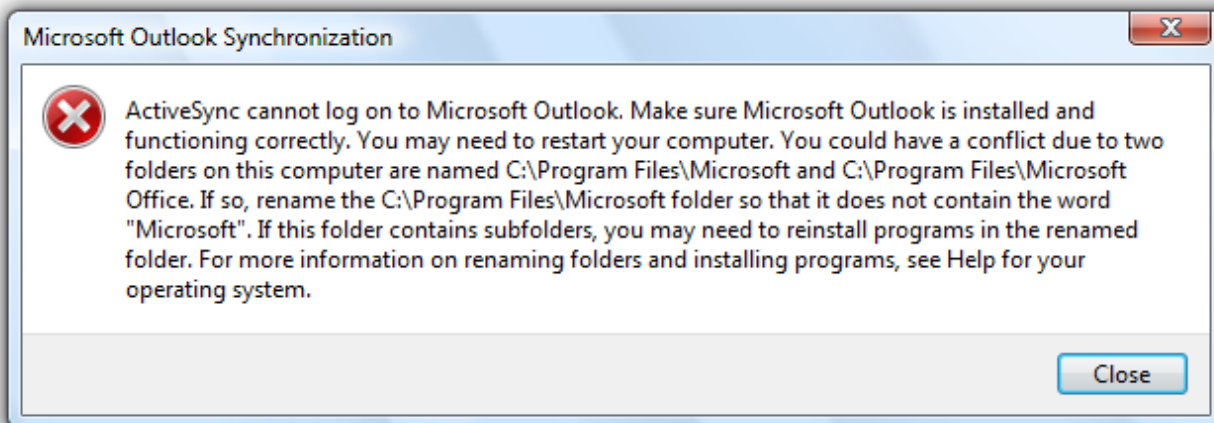 Microsoft Outlook Synchronization
ActiveSync cannot log on to Microsoft Outlook. Make sure Microsoft Outlook is installed and
functioning correctly. You may need to restart your computer. You could have a conflict due to two
folders on this computer are named C:\Program Files\Microsoft and C:\Program Files\Microsoft
Office. If so, rename the C:\Program Files\Microsoft folder so that it does not contain the word
"Microsoft". If this folder contains subfolders, you may need to reinstall programs in the renamed
folder. For more information on renaming folders and installing programs, see Help for your
operating system.
Close